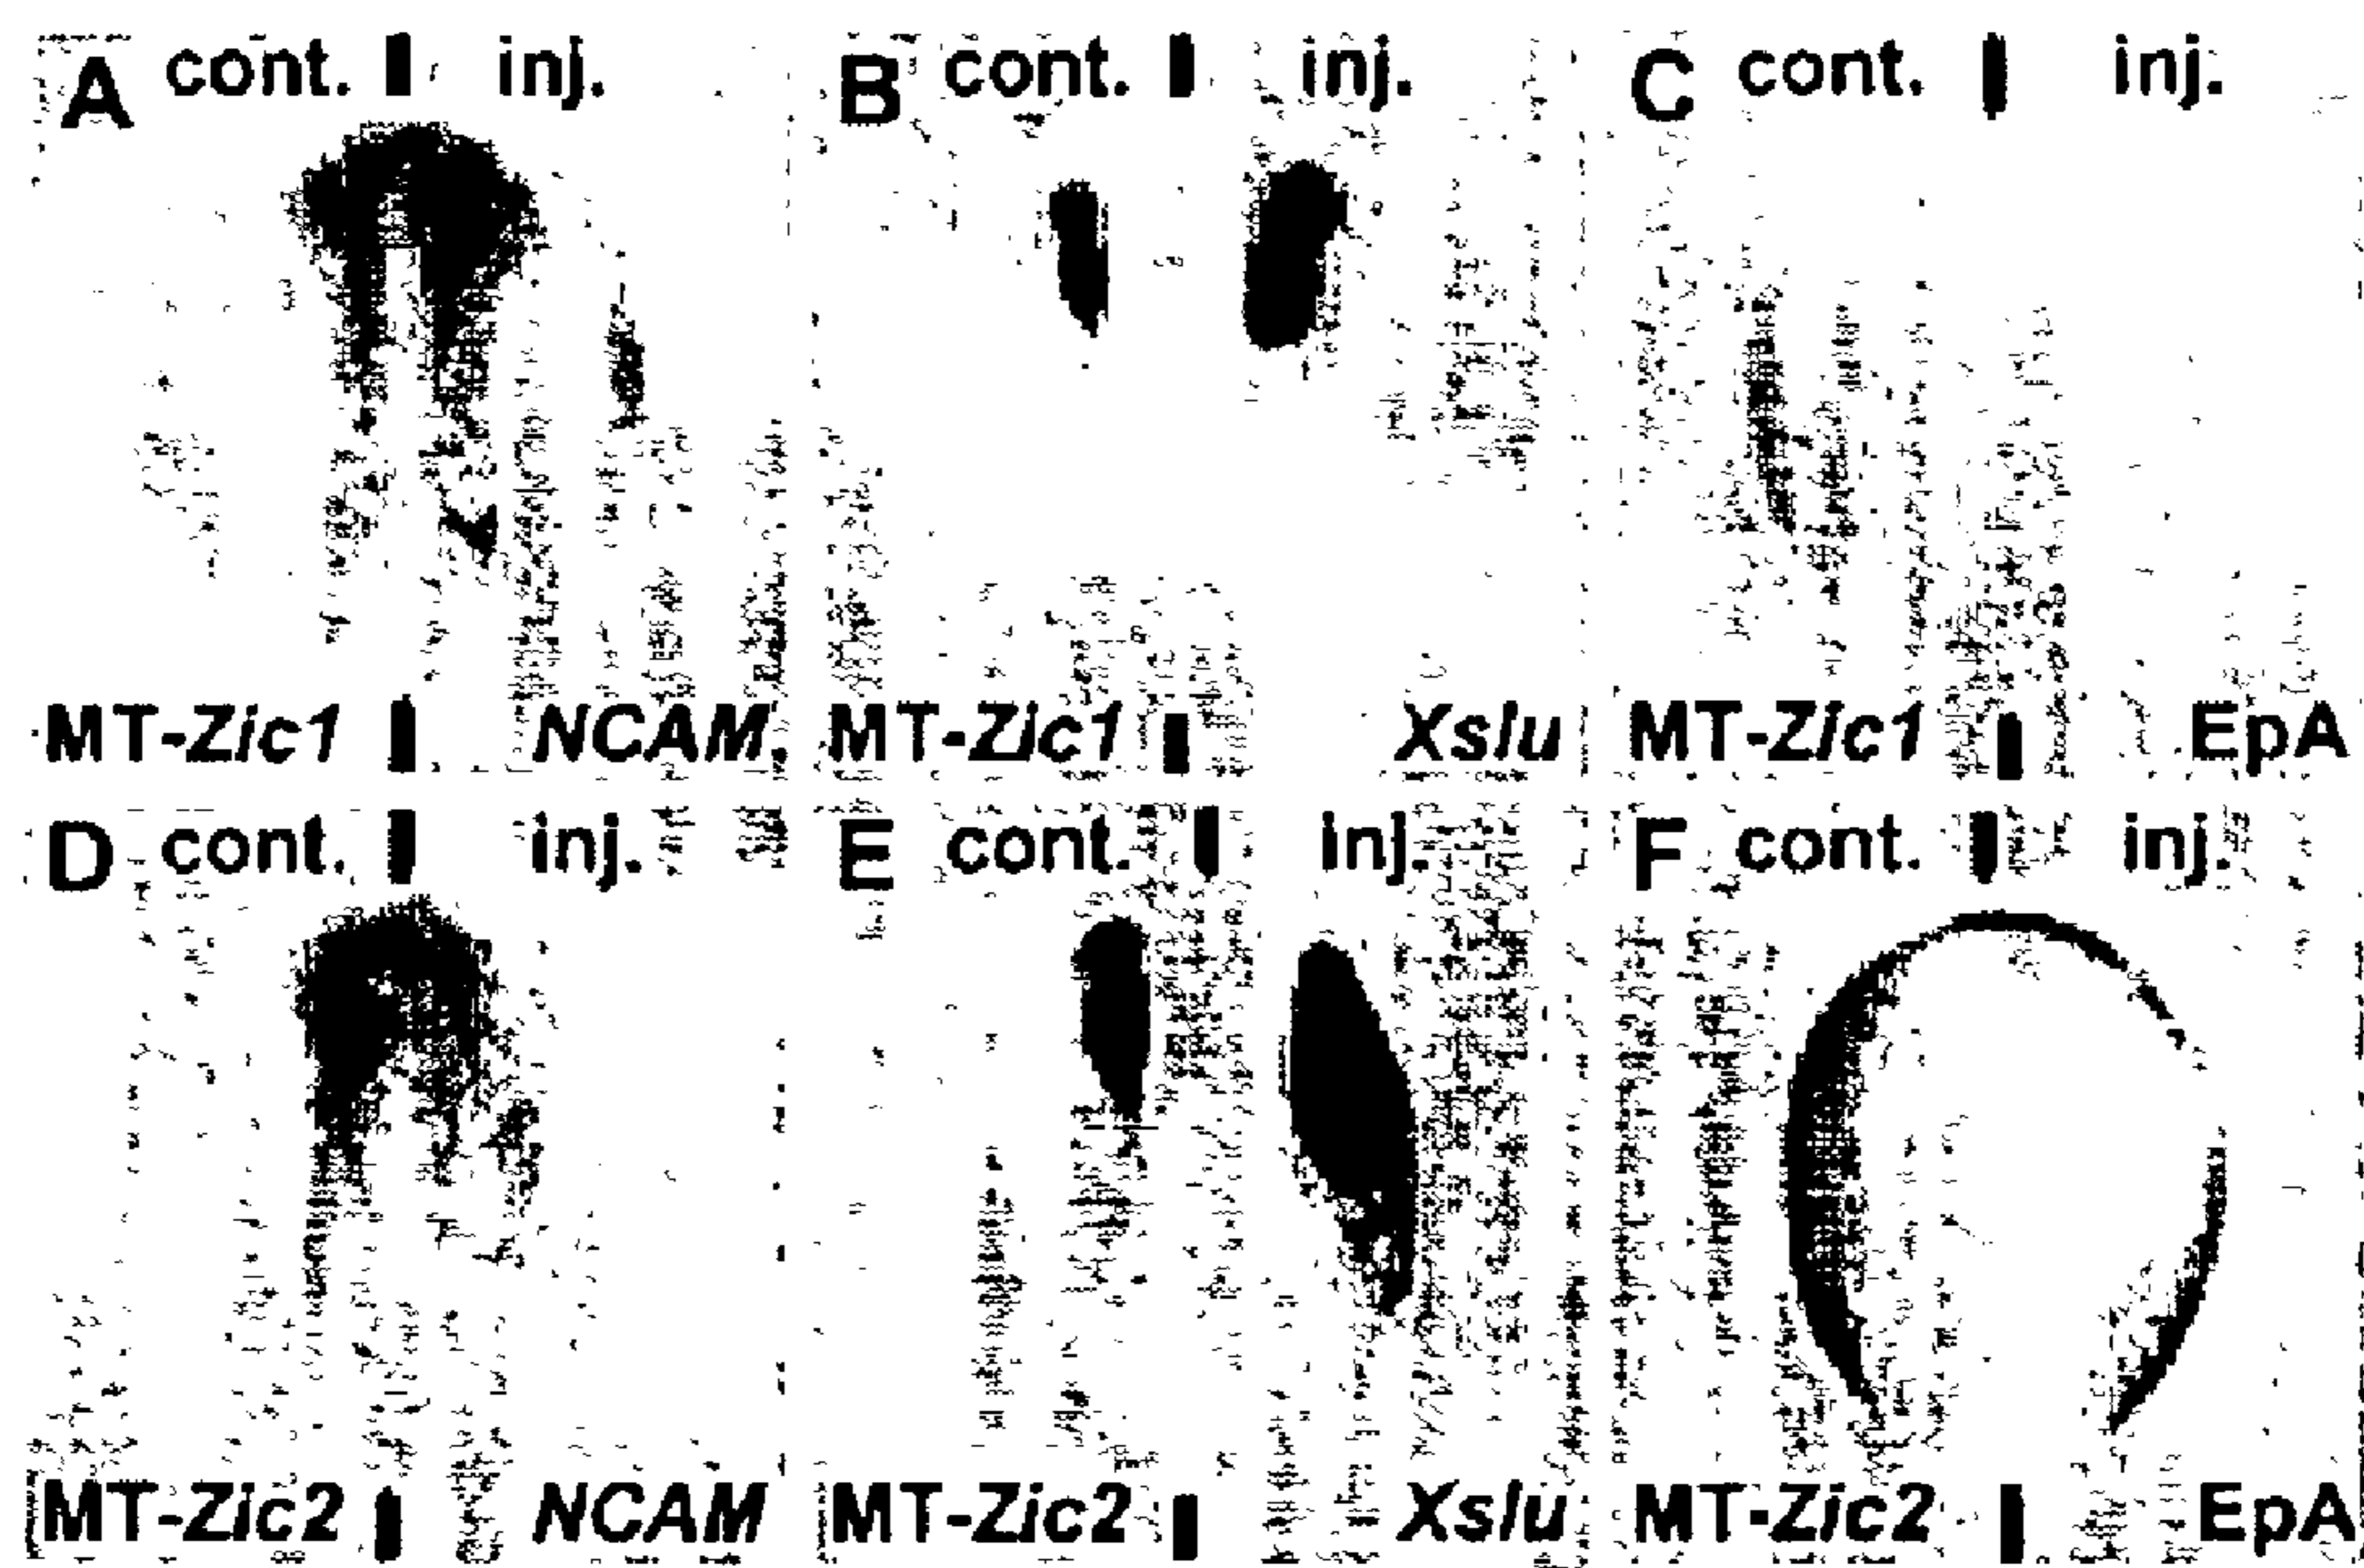 A cont. inj.
MT-Zic1 NCAM
B cont. inj.
MT-Zic1 Xslu
C cont. inj.
MT-Zic1 EpA
D cont. inj.
MT-Zic2 NCAM
E cont. inj.
MT-Zic2 Xslu
F cont. inj.
MT-Zic2 EpA